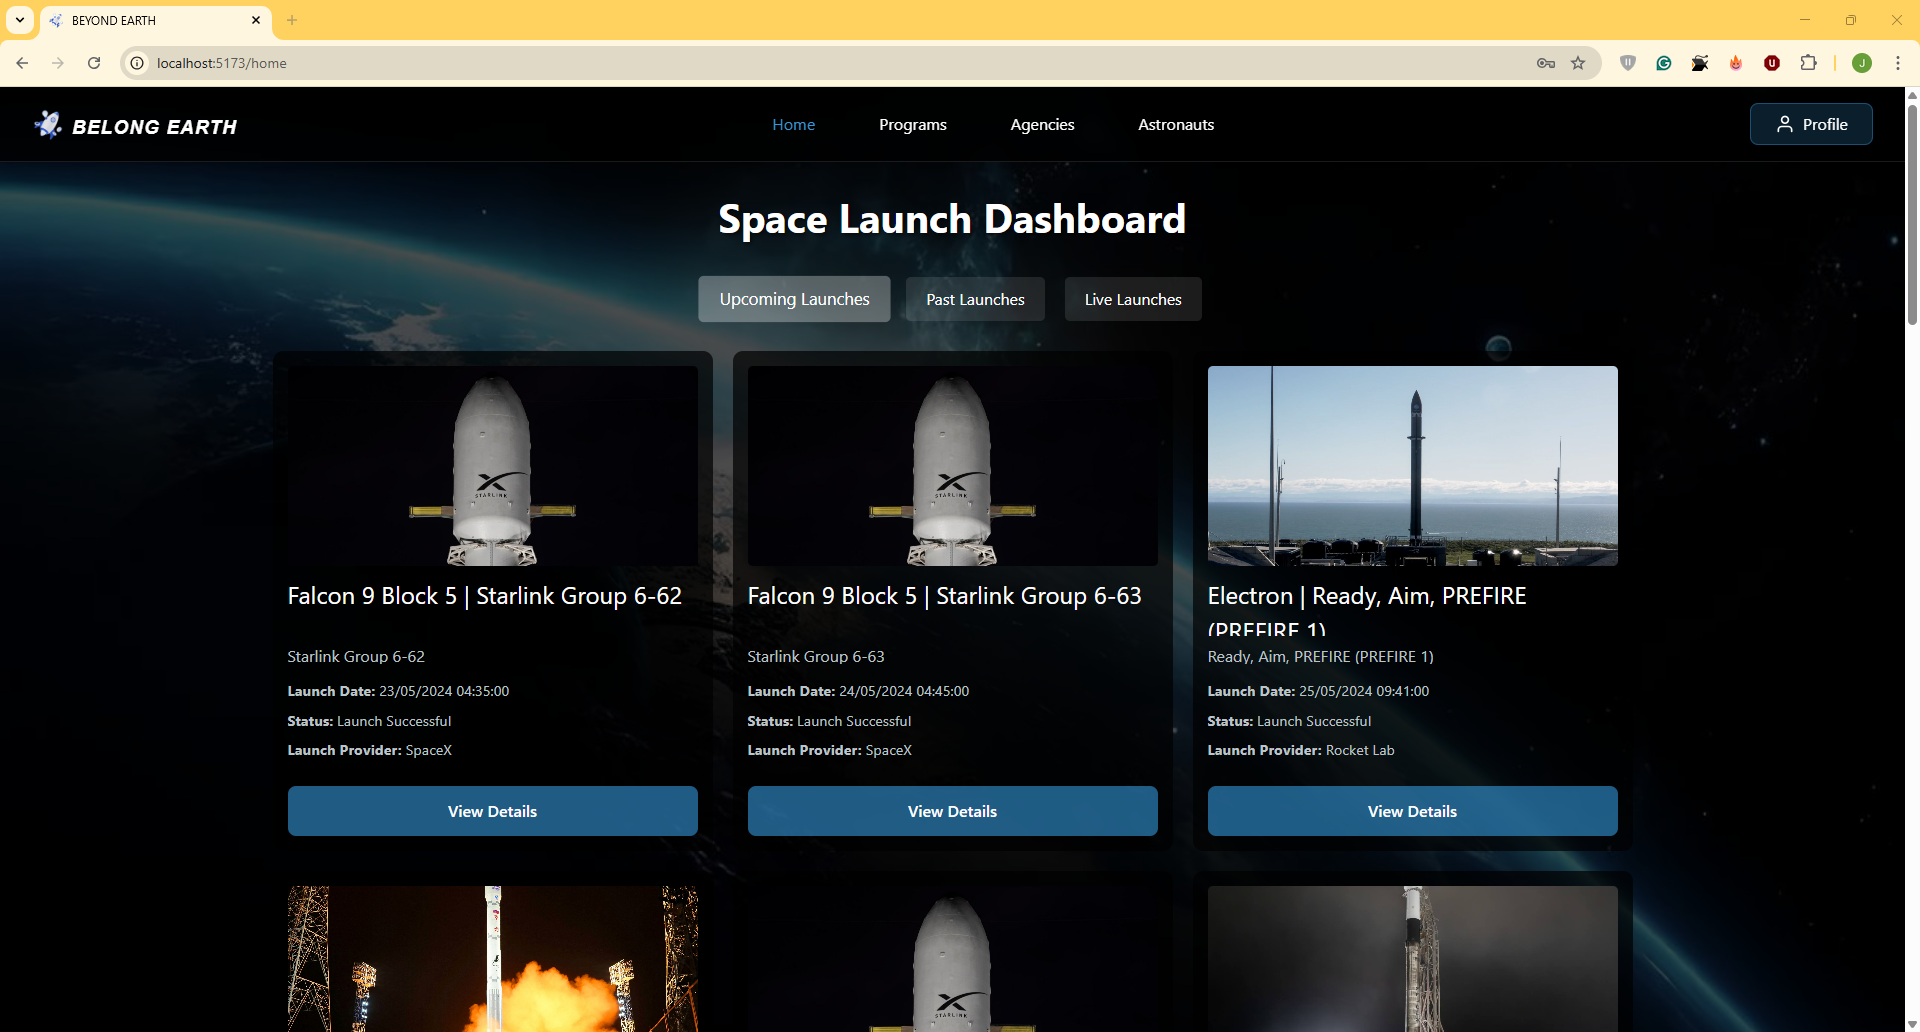 BEYOND EARTH
localhost:5173/home
J
BELONG EARTH
Home
Programs
Agencies
Astronauts
Profile
Space Launch Dashboard
Upcoming Launches
Past Launches
Live Launches
STARLINK
STARLINK
Falcon 9 Block 5 | Starlink Group 6-62
Starlink Group 6-62
Launch Date: 23/05/2024 04:35:00
Status: Launch Successful
Launch Provider: SpaceX
View Details
Falcon 9 Block 5 | Starlink Group 6-63
Starlink Group 6-63
Launch Date: 24/05/2024 04:45:00
Status: Launch Successful
Launch Provider: SpaceX
View Details
Electron | Ready, Aim, PREFIRE
(PREFIRE 1)
Ready, Aim, PREFIRE (PREFIRE 1)
Launch Date: 25/05/2024 09:41:00
Status: Launch Successful
Launch Provider: Rocket Lab
View Details
STARLINK